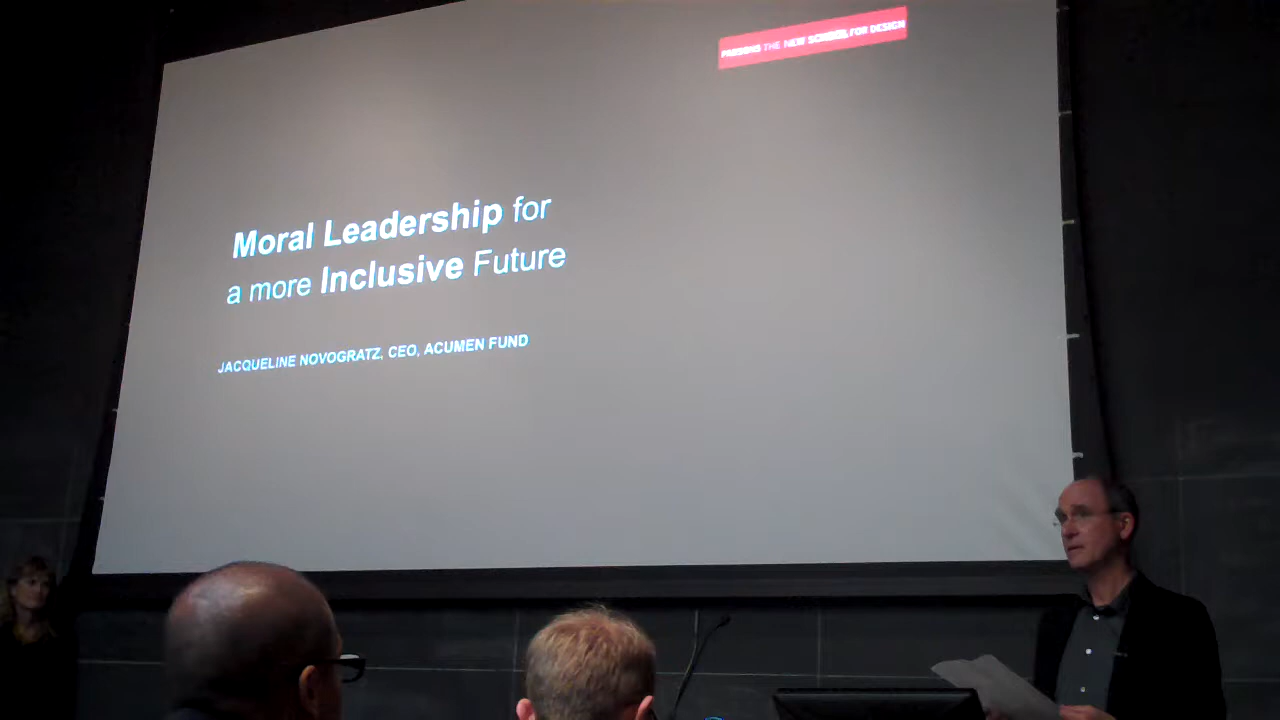 PARSONS THE NEW SCHOOL FOR DESIGN
Moral Leadership for
a more Inclusive Future
JACQUELINE NOVOGRATZ, CEO, ACUMEN FUND